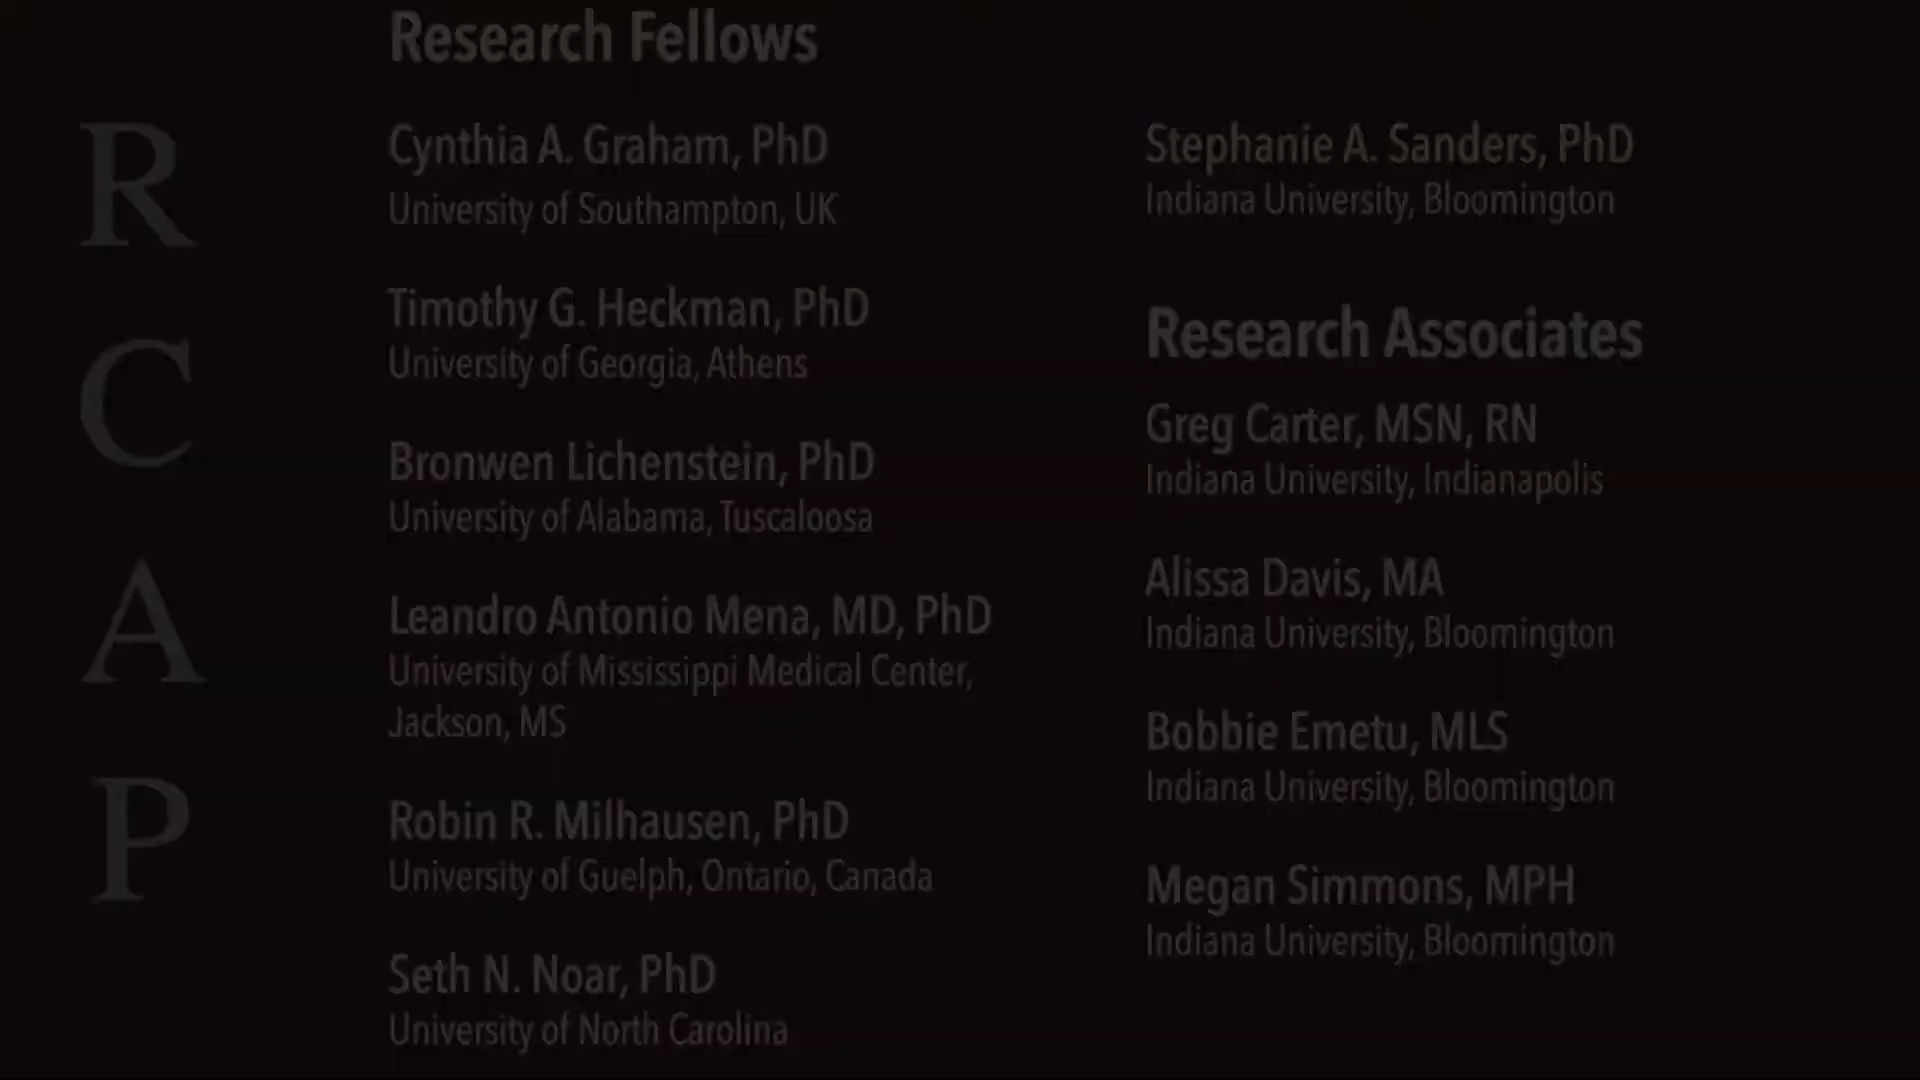 R
C
A
P
Research Fellows
Cynthia A. Graham, PhD
University of Southampton, UK
Timothy G. Heckman, PhD
University of Georgia, Athens
Bronwen Lichenstein, PhD
University of Alabama, Tuscaloosa
Leandro Antonio Mena, MD, PhD
University of Mississippi Medical Center,
Jackson, MS
Robin R. Milhausen, PhD
University of Guelph, Ontario, Canada
Seth N. Noar, PhD
University of North Carolina
Stephanie A. Sanders, PhD
Indiana University, Bloomington
Research Associates
Greg Carter, MSN, RN
Indiana University, Indianapolis
Alissa Davis, MA
Indiana University, Bloomington
Bobbie Emetu, MLS
Indiana University, Bloomington
Megan Simmons, MPH
Indiana University, Bloomington